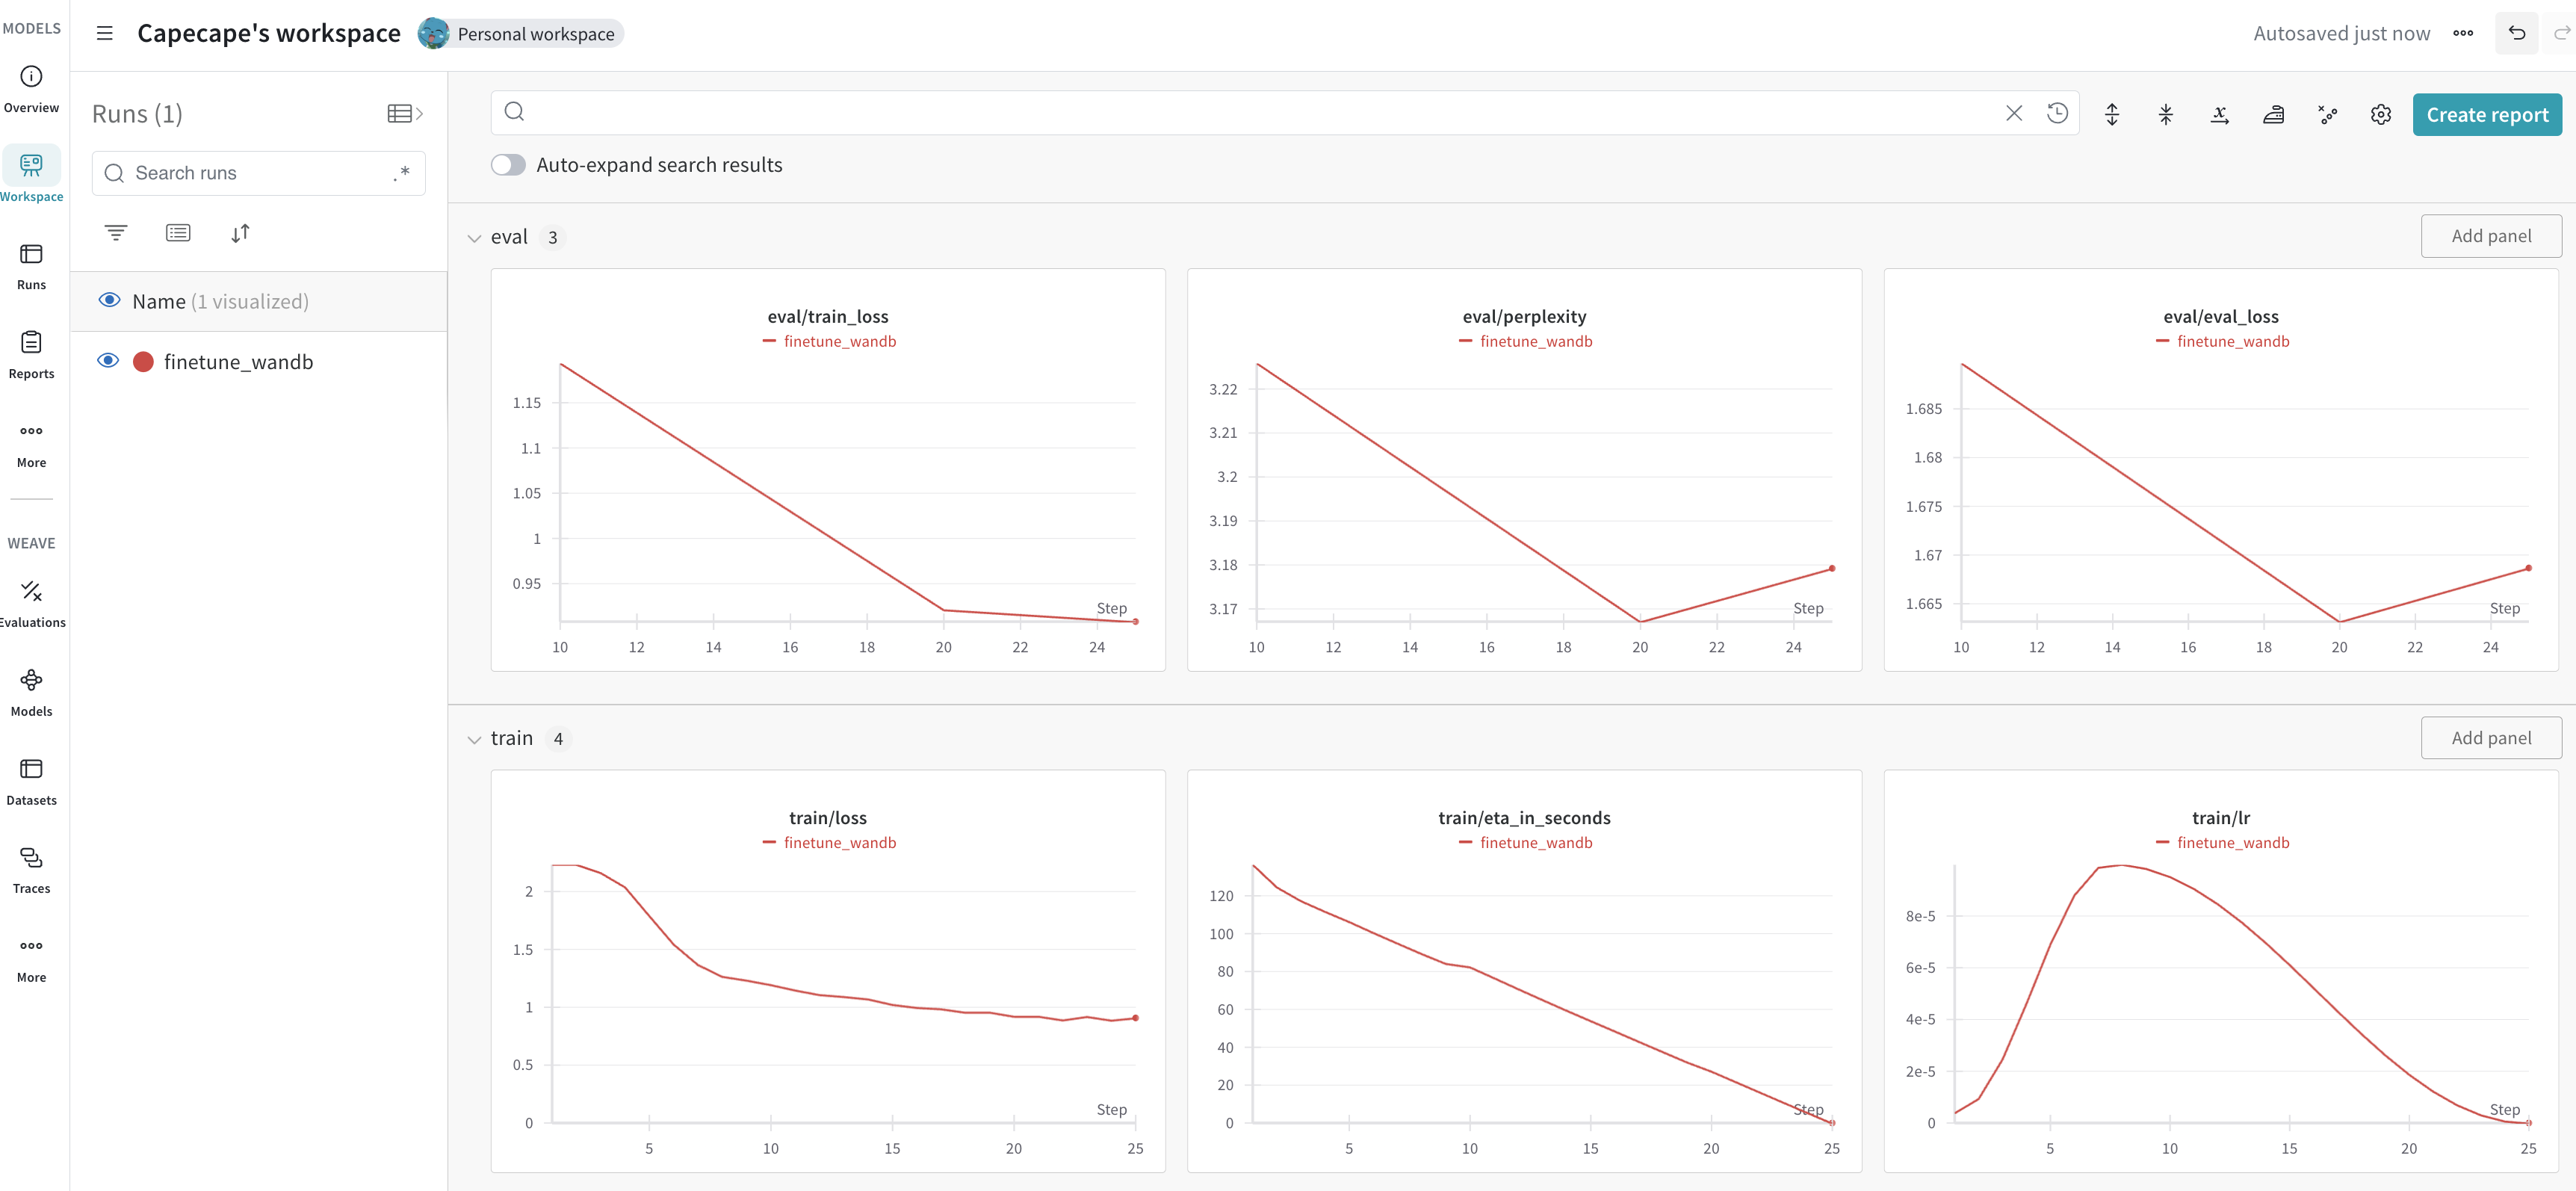 MODELS
Overview
Workspace
Runs
Reports
More
WEAVE
Evaluations
Models
Datasets
Traces
More
Capecape's workspace
Personal workspace
Autosaved just now
Runs (1)
Search runs
.*
Name (1 visualized)
finetune_wandb
Create report
Auto-expand search results
eval 3
Add panel
eval/train_loss
finetune_wandb
1.15
1.1
1.05
1
0.95
Step
10 12 14 16 18 20 22 24
eval/perplexity
finetune_wandb
3.22
3.21
3.2
3.19
3.18
3.17
Step
10 12 14 16 18 20 22 24
eval/eval_loss
finetune_wandb
1.685
1.68
1.675
1.67
1.665
Step
10 12 14 16 18 20 22 24
train 4
Add panel
train/loss
finetune_wandb
2
1.5
1
0.5
0
Step
5 10 15 20 25
train/eta_in_seconds
finetune_wandb
120
100
80
60
40
20
0
Step
5 10 15 20 25
train/lr
finetune_wandb
8e-5
6e-5
4e-5
2e-5
0
Step
5 10 15 20 25